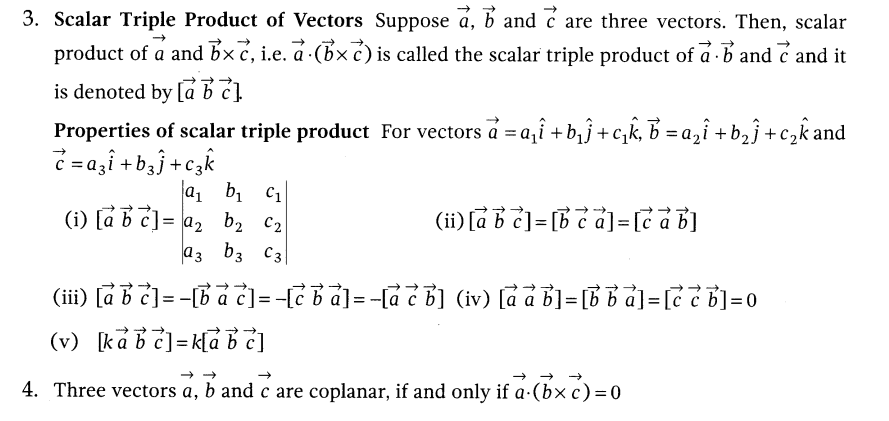 3. Scalar Triple Product of Vectors Suppose a⃗, b⃗ and c⃗ are three vectors. Then, scalar
product of a⃗ and b⃗ × c⃗, i.e. a⃗ ·(b⃗ × c⃗) is called the scalar triple product of a⃗ · b⃗ and c⃗ and it
is denoted by [a⃗ b⃗ c⃗].
Properties of scalar triple product For vectors a⃗ = a₁î + b₁ĵ + c₁k̂, b⃗ = a₂î + b₂ĵ + c₂k̂ and
c⃗ = a₃î + b₃ĵ + c₃k̂
(i) [a⃗ b⃗ c⃗] = |a₁ b₁ c₁|
|a₂ b₂ c₂|
|a₃ b₃ c₃|
(ii) [a⃗ b⃗ c⃗] = [b⃗ c⃗ a⃗] = [c⃗ a⃗ b⃗]
(iii) [a⃗ b⃗ c⃗] = −[b⃗ a⃗ c⃗] = −[c⃗ b⃗ a⃗] = −[a⃗ c⃗ b⃗] (iv) [a⃗ a⃗ b⃗] = [b⃗ b⃗ a⃗] = [c⃗ c⃗ b⃗] = 0
(v) [k a⃗ b⃗ c⃗] = k[a⃗ b⃗ c⃗]
4. Three vectors a⃗, b⃗ and c⃗ are coplanar, if and only if a⃗·(b⃗ × c⃗) = 0